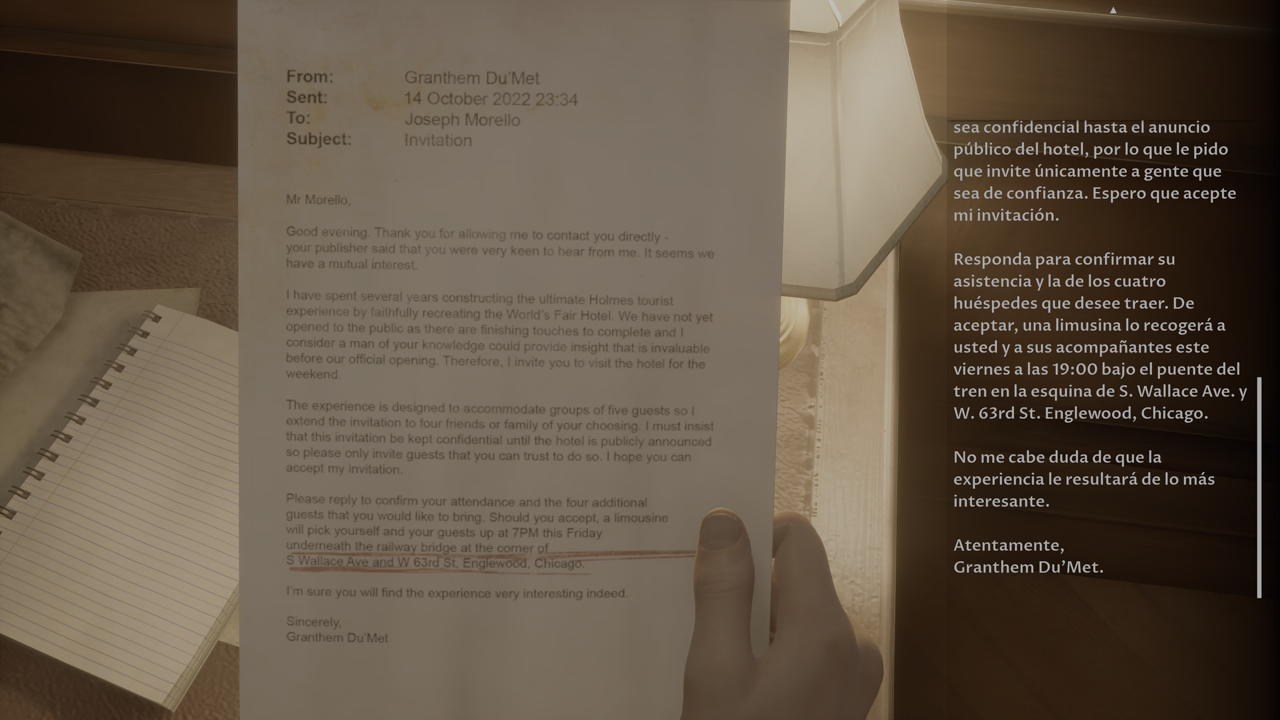 From: Granthem Du'Met
Sent: 14 October 2022 23:34
To: Joseph Morello
Subject: Invitation
Mr Morello,
Good evening. Thank you for allowing me to contact you directly -
your publisher said that you were very keen to hear from me. It seems we
have a mutual interest.
I have spent several years constructing the ultimate Holmes tourist
experience by faithfully recreating the World's Fair Hotel. We have not yet
opened to the public as there are finishing touches to complete and I
consider a man of your knowledge could provide insight that is invaluable
before our official opening. Therefore, I invite you to visit the hotel for the
weekend.
The experience is designed to accommodate groups of five guests so I
extend the invitation to four friends or family of your choosing. I must insist
that this invitation be kept confidential until the hotel is publicly announced
so please only invite guests that you can trust to do so. I hope you can
accept my invitation.
Please reply to confirm your attendance and the four additional
guests that you would like to bring. Should you accept, a limousine
will pick yourself and your guests up at 7PM this Friday
underneath the railway bridge at the corner of
S Wallace Ave and W 63rd St, Englewood, Chicago.
I'm sure you will find the experience very interesting indeed.
Sincerely,
Granthem Du'Met
sea confidencial hasta el anuncio
público del hotel, por lo que le pido
que invite únicamente a gente que
sea de confianza. Espero que acepte
mi invitación.
Responda para confirmar su
asistencia y la de los cuatro
huéspedes que desee traer. De
aceptar, una limusina lo recogerá a
usted y a sus acompañantes este
viernes a las 19:00 bajo el puente del
tren en la esquina de S. Wallace Ave. y
W. 63rd St. Englewood, Chicago.
No me cabe duda de que la
experiencia le resultará de lo más
interesante.
Atentamente,
Granthem Du'Met.